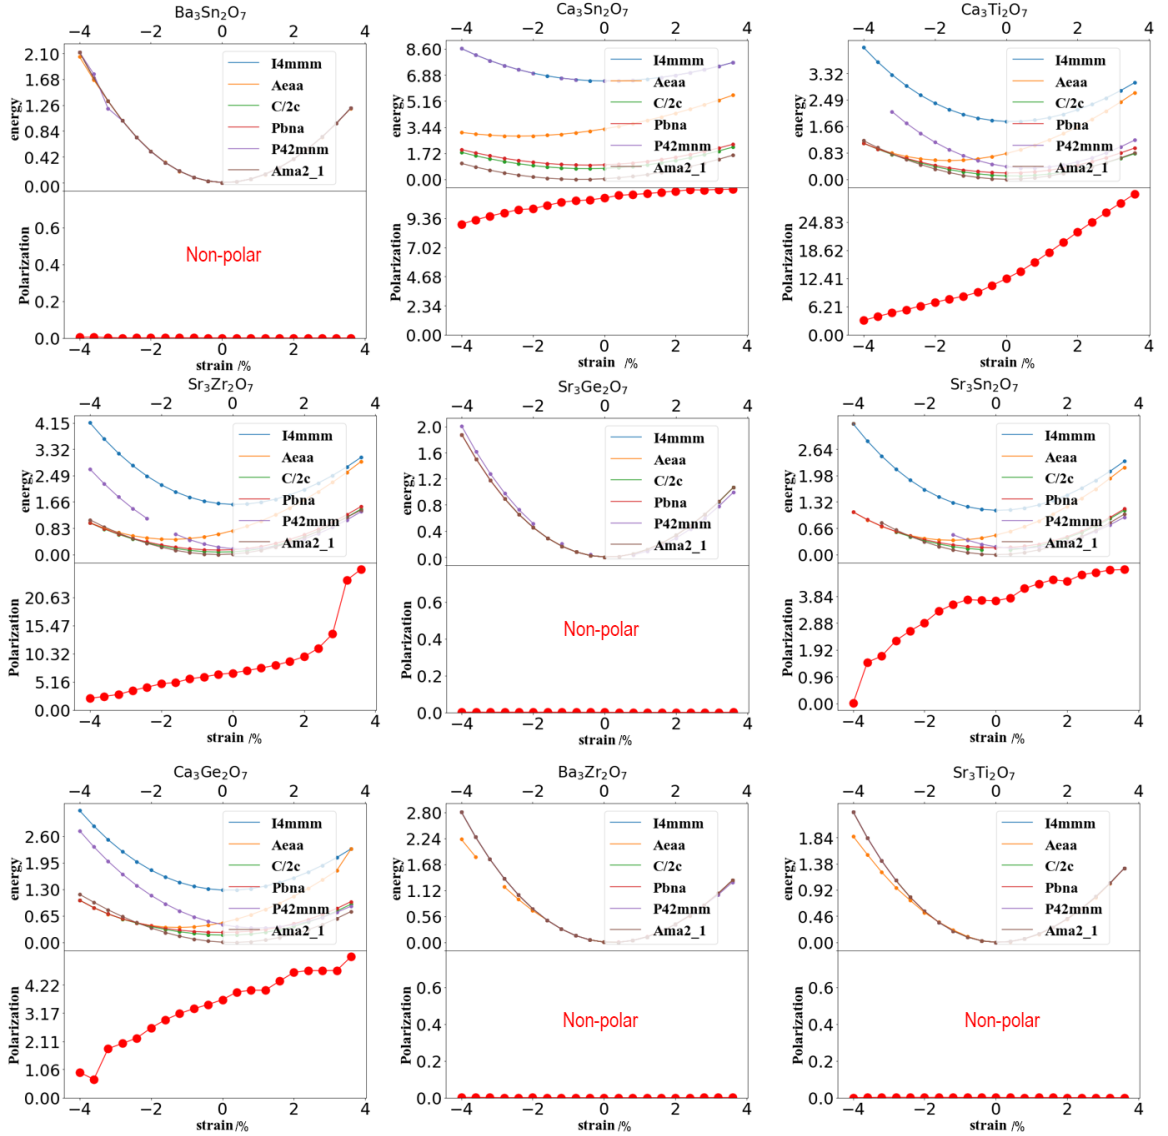 Ba₃Sn₂O₇
−4 −2 0 2 4
energy
2.10
1.68
1.26
0.84
0.42
0.00
I4mmm
Aeaa
C/2c
Pbna
P42mnm
Ama2_1
Polarization
0.6
0.4
0.2
0.0
Non-polar
−4 −2 0 2 4
strain /%
Ca₃Sn₂O₇
−4 −2 0 2 4
energy
8.60
6.88
5.16
3.44
1.72
0.00
I4mmm
Aeaa
C/2c
Pbna
P42mnm
Ama2_1
Polarization
9.36
7.02
4.68
2.34
0.00
−4 −2 0 2 4
strain /%
Ca₃Ti₂O₇
−4 −2 0 2 4
energy
3.32
2.49
1.66
0.83
0.00
I4mmm
Aeaa
C/2c
Pbna
P42mnm
Ama2_1
Polarization
24.83
18.62
12.41
6.21
0.00
−4 −2 0 2 4
strain /%
Sr₃Zr₂O₇
−4 −2 0 2 4
energy
4.15
3.32
2.49
1.66
0.83
0.00
I4mmm
Aeaa
C/2c
Pbna
P42mnm
Ama2_1
Polarization
20.63
15.47
10.32
5.16
0.00
−4 −2 0 2 4
strain /%
Sr₃Ge₂O₇
−4 −2 0 2 4
energy
2.0
1.6
1.2
0.8
0.4
0.0
I4mmm
Aeaa
C/2c
Pbna
P42mnm
Ama2_1
Polarization
0.6
0.4
0.2
0.0
Non-polar
−4 −2 0 2 4
strain /%
Sr₃Sn₂O₇
−4 −2 0 2 4
energy
2.64
1.98
1.32
0.66
0.00
I4mmm
Aeaa
C/2c
Pbna
P42mnm
Ama2_1
Polarization
3.84
2.88
1.92
0.96
0.00
−4 −2 0 2 4
strain /%
Ca₃Ge₂O₇
−4 −2 0 2 4
energy
2.60
1.95
1.30
0.65
0.00
I4mmm
Aeaa
C/2c
Pbna
P42mnm
Ama2_1
Polarization
4.22
3.17
2.11
1.06
0.00
−4 −2 0 2 4
strain /%
Ba₃Zr₂O₇
−4 −2 0 2 4
energy
2.80
2.24
1.68
1.12
0.56
0.00
I4mmm
Aeaa
C/2c
Pbna
P42mnm
Ama2_1
Polarization
0.6
0.4
0.2
0.0
Non-polar
−4 −2 0 2 4
strain /%
Sr₃Ti₂O₇
−4 −2 0 2 4
energy
1.84
1.38
0.92
0.46
0.00
I4mmm
Aeaa
C/2c
Pbna
P42mnm
Ama2_1
Polarization
0.6
0.4
0.2
0.0
Non-polar
−4 −2 0 2 4
strain /%